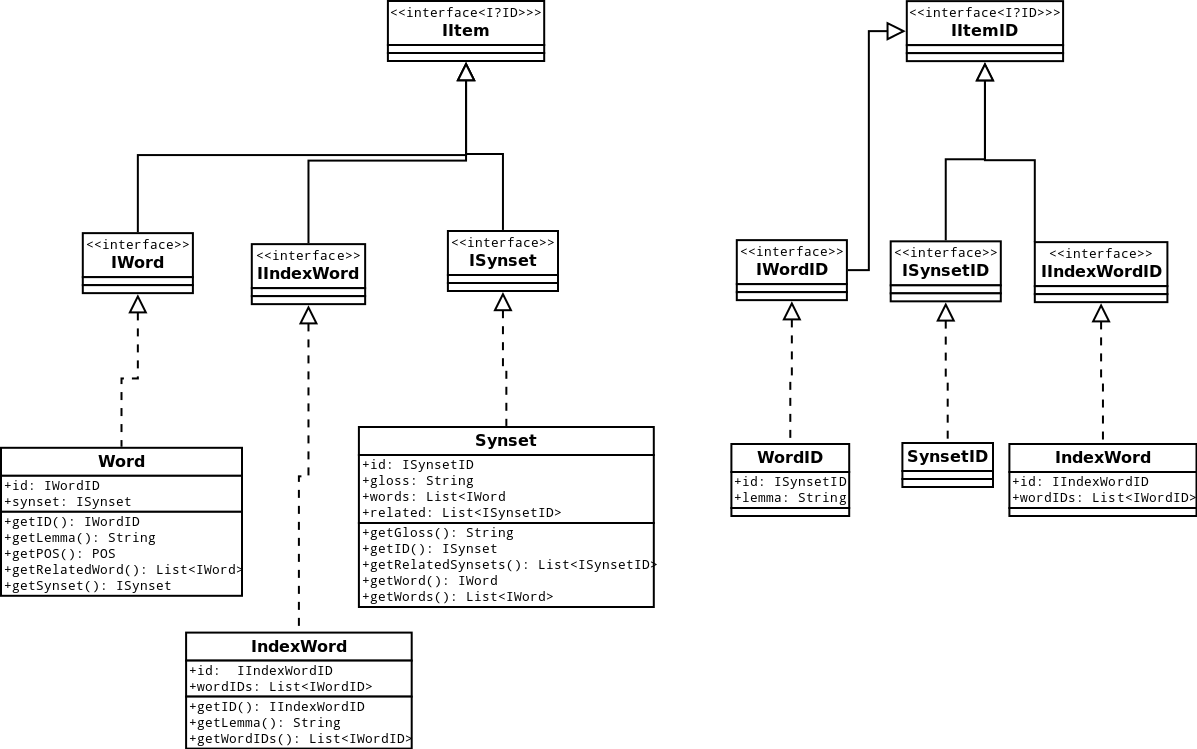 <<interface<I?ID>>>
IItem
<<interface<I?ID>>>
IItemID
<<interface>>
IWord
<<interface>>
IIndexWord
<<interface>>
ISynset
<<interface>>
IWordID
<<interface>>
ISynsetID
<<interface>>
IIndexWordID
Word
+id: IWordID
+synset: ISynset
+getID(): IWordID
+getLemma(): String
+getPOS(): POS
+getRelatedWord(): List<IWord>
+getSynset(): ISynset
Synset
+id: ISynsetID
+gloss: String
+words: List<IWord
+related: List<ISynsetID>
+getGloss(): String
+getID(): ISynset
+getRelatedSynsets(): List<ISynsetID>
+getWord(): IWord
+getWords(): List<IWord>
WordID
+id: ISynsetID
+lemma: String
SynsetID
IndexWord
+id: IIndexWordID
+wordIDs: List<IWordID>
IndexWord
+id:  IIndexWordID
+wordIDs: List<IWordID>
+getID(): IIndexWordID
+getLemma(): String
+getWordIDs(): List<IWordID>